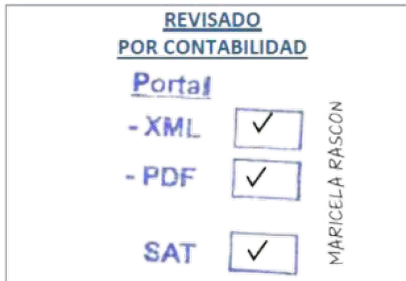 REVISADO
POR CONTABILIDAD
Portal
- XML ✓
- PDF ✓
SAT ✓
MARICELA RASCON